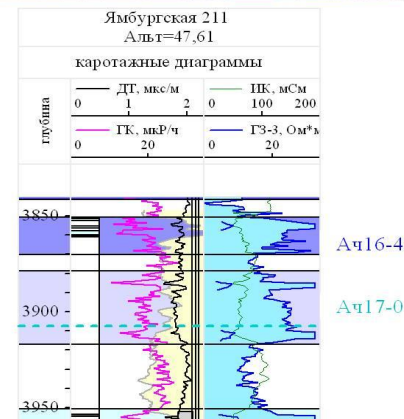 Ямбургская 211
Альт=47,61
каротажные диаграммы
глубина
ДТ, мкс/м
1 2
ГК, мкР/ч
0 20
ИК, мСм
0 100 200
ГЗ-3, Ом*м
0 20
3850
Ач16-4
3900
Ач17-0
3950